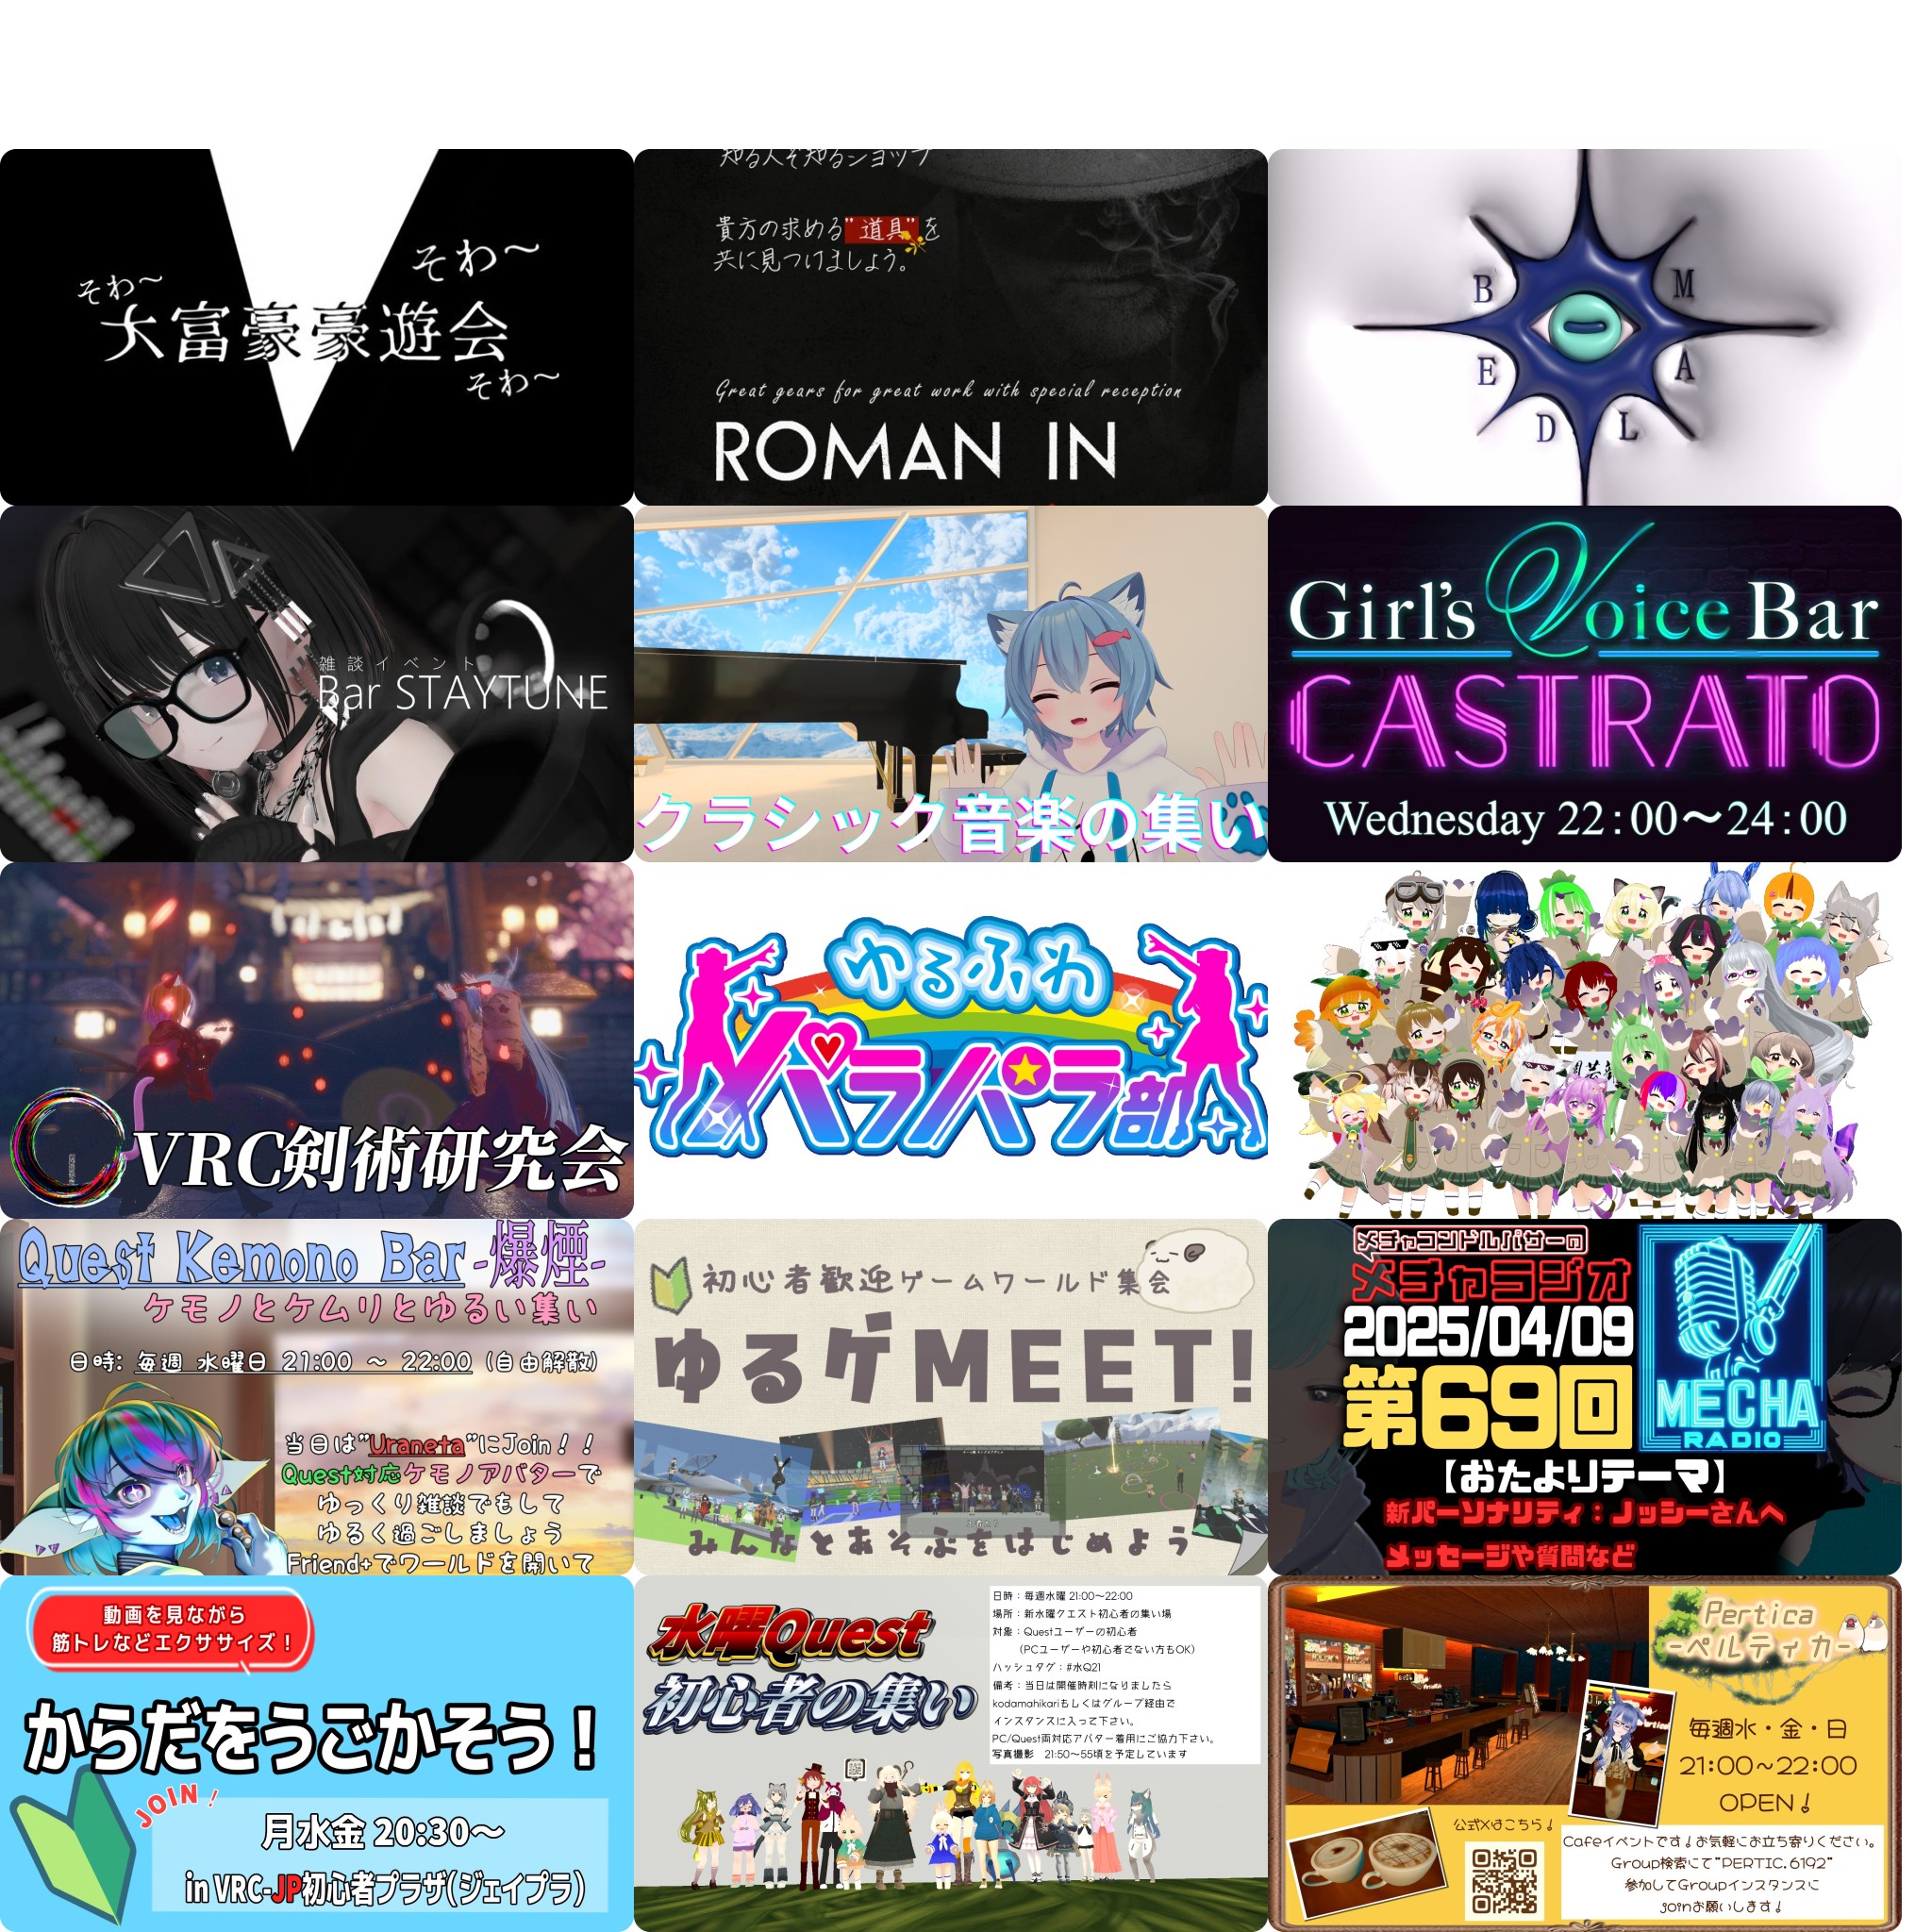 そわ〜
そわ〜
大富豪豪遊会
そわ〜
知る人ぞ知るショップ
貴方の求める"道具"を
共に見つけましょう。
Great gears for great work with special reception
ROMAN IN
B
M
E
A
D
L
雑談イベント
Bar STAYTUNE
クラシック音楽の集い
Girl's Voice Bar
CASTRATO
Wednesday 22:00〜24:00
VRC剣術研究会
ゆるふわ
パラパラ部
Quest Kemono Bar-爆煙-
ケモノとケムリとゆるい集い
日時: 毎週 水曜日 21:00 〜 22:00 (自由解散)
当日は"Uraneta"にJoin!!
Quest対応ケモノアバターで
ゆっくり雑談でもして
ゆるく過ごしましょう
Friend+でワールドを開いて
初心者歓迎ゲームワールド集会
ゆるゲMEET!
みんなとあそぶをはじめよう
メチャコンドルパサーの
メチャラジオ
2025/04/09
第69回
MECHA
RADIO
【おたよりテーマ】
新パーソナリティ:ノッシーさんへ
メッセージや質問など
動画を見ながら
筋トレなどエクササイズ!
からだをうごかそう!
JOIN!
月水金 20:30〜
in VRC-JP初心者プラザ(ジェイプラ)
水曜Quest
初心者の集い
日時:毎週水曜 21:00〜22:00
場所:新水曜クエスト初心者の集い場
対象:Questユーザーの初心者
(PCユーザーや初心者でない方もOK)
ハッシュタグ:#水Q21
備考:当日は開催時刻になりましたら
kodamahikariもしくはグループ経由で
インスタンスに入って下さい。
PC/Quest両対応アバター着用にご協力下さい。
写真撮影 21:50〜55頃を予定しています
Pertica
-ペルティカ-
毎週水・金・日
21:00〜22:00
OPEN!
公式Xはこちら!
Cafeイベントです!お気軽にお立ち寄りください。
Group検索にて"PERTIC.6192"
参加してGroupインスタンスに
joinお願いします!